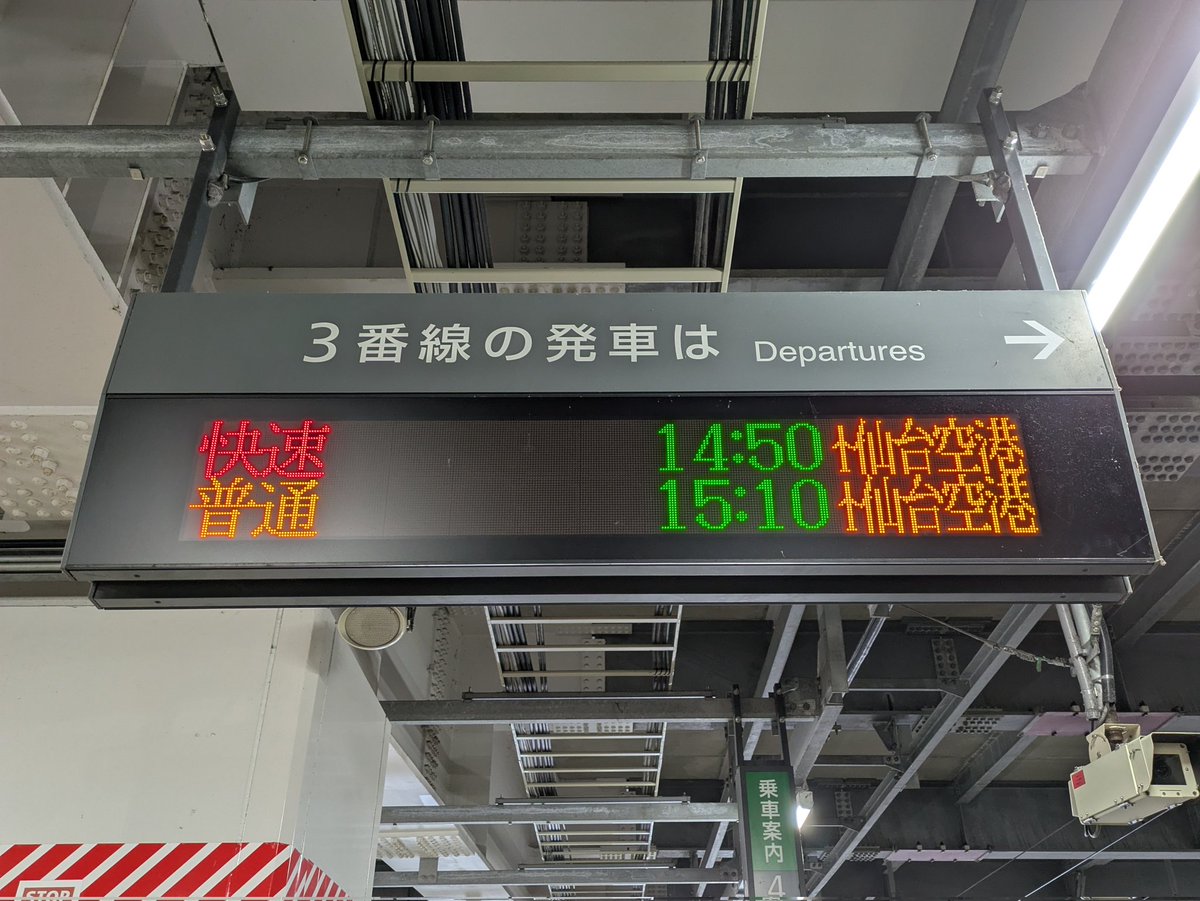 ３番線の発車は Departures →
快速 14:50 仙台空港
普通 15:10 仙台空港
乗車案内
4
STOP